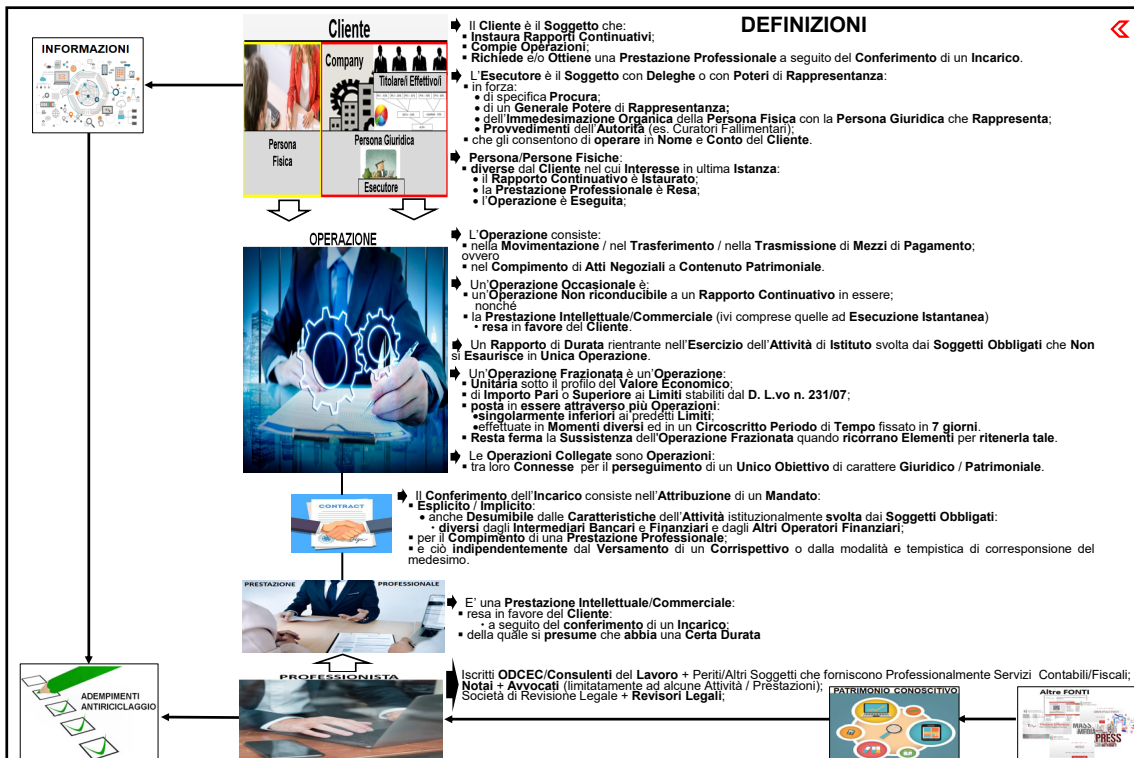 DEFINIZIONI
INFORMAZIONI
Cliente
Company
Titolare/i Effettivo/i
Persona
Fisica
Persona Giuridica
Esecutore
Il Cliente è il Soggetto che:
▪ Instaura Rapporti Continuativi;
▪ Compie Operazioni;
▪ Richiede e/o Ottiene una Prestazione Professionale a seguito del Conferimento di un Incarico.
L'Esecutore è il Soggetto con Deleghe o con Poteri di Rappresentanza:
▪ in forza:
• di specifica Procura;
• di un Generale Potere di Rappresentanza;
• dell'Immedesimazione Organica della Persona Fisica con la Persona Giuridica che Rappresenta;
• Provvedimenti dell'Autorità (es. Curatori Fallimentari);
▪ che gli consentono di operare in Nome e Conto del Cliente.
Persona/Persone Fisiche:
▪ diverse dal Cliente nel cui Interesse in ultima Istanza:
• il Rapporto Continuativo è Istaurato;
• la Prestazione Professionale è Resa;
• l'Operazione è Eseguita;
OPERAZIONE
L'Operazione consiste:
▪ nella Movimentazione / nel Trasferimento / nella Trasmissione di Mezzi di Pagamento;
ovvero
▪ nel Compimento di Atti Negoziali a Contenuto Patrimoniale.
Un'Operazione Occasionale è:
▪ un'Operazione Non riconducibile a un Rapporto Continuativo in essere;
nonché
▪ la Prestazione Intellettuale/Commerciale (ivi comprese quelle ad Esecuzione Istantanea)
▪ resa in favore del Cliente.
Un Rapporto di Durata rientrante nell'Esercizio dell'Attività di Istituto svolta dai Soggetti Obbligati che Non
si Esaurisce in Unica Operazione.
Un'Operazione Frazionata è un'Operazione:
▪ Unitaria sotto il profilo del Valore Economico;
▪ di Importo Pari o Superiore ai Limiti stabiliti dal D. L.vo n. 231/07;
▪ posta in essere attraverso più Operazioni:
•singolarmente inferiori ai predetti Limiti;
•effettuate in Momenti diversi ed in un Circoscritto Periodo di Tempo fissato in 7 giorni.
▪ Resta ferma la Sussistenza dell'Operazione Frazionata quando ricorrano Elementi per ritenerla tale.
Le Operazioni Collegate sono Operazioni:
▪ tra loro Connesse per il perseguimento di un Unico Obiettivo di carattere Giuridico / Patrimoniale.
CONTRACT
Il Conferimento dell'Incarico consiste nell'Attribuzione di un Mandato:
▪ Esplicito / Implicito:
• anche Desumibile dalle Caratteristiche dell'Attività istituzionalmente svolta dai Soggetti Obbligati:
▪ diversi dagli Intermediari Bancari e Finanziari e dagli Altri Operatori Finanziari;
▪ per il Compimento di una Prestazione Professionale;
▪ e ciò indipendentemente dal Versamento di un Corrispettivo o dalla modalità e tempistica di corresponsione del
medesimo.
PRESTAZIONE PROFESSIONALE
E' una Prestazione Intellettuale/Commerciale:
▪ resa in favore del Cliente:
▪ a seguito del conferimento di un Incarico;
▪ della quale si presume che abbia una Certa Durata
PROFESSIONISTA
Iscritti ODCEC/Consulenti del Lavoro + Periti/Altri Soggetti che forniscono Professionalmente Servizi Contabili/Fiscali;
Notai + Avvocati (limitatamente ad alcune Attività / Prestazioni);
Società di Revisione Legale + Revisori Legali;
ADEMPIMENTI
ANTIRICICLAGGIO
PATRIMONIO CONOSCITIVO
Altre FONTI
MASS
MEDIA
PRESS